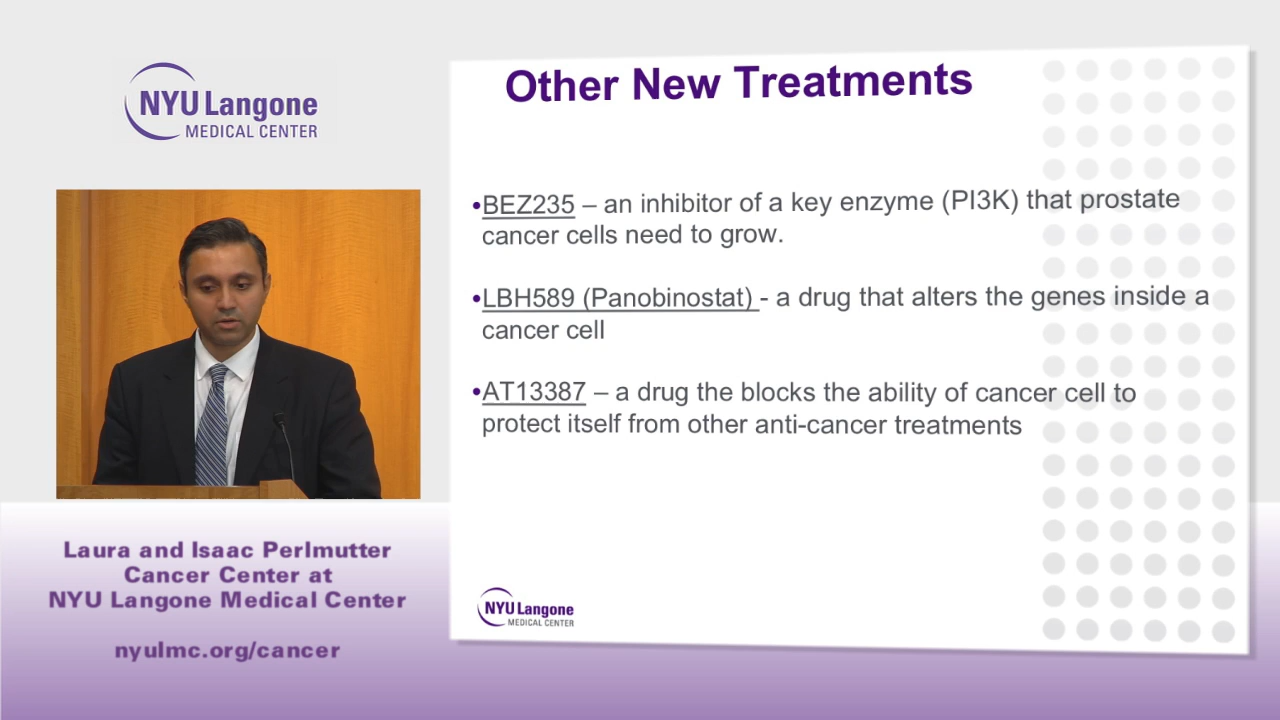 NYU Langone
MEDICAL CENTER
Other New Treatments
•BEZ235 – an inhibitor of a key enzyme (PI3K) that prostate
cancer cells need to grow.
•LBH589 (Panobinostat) - a drug that alters the genes inside a
cancer cell
•AT13387 – a drug the blocks the ability of cancer cell to
protect itself from other anti-cancer treatments
NYU Langone
MEDICAL CENTER
Laura and Isaac Perlmutter
Cancer Center at
NYU Langone Medical Center
nyulmc.org/cancer